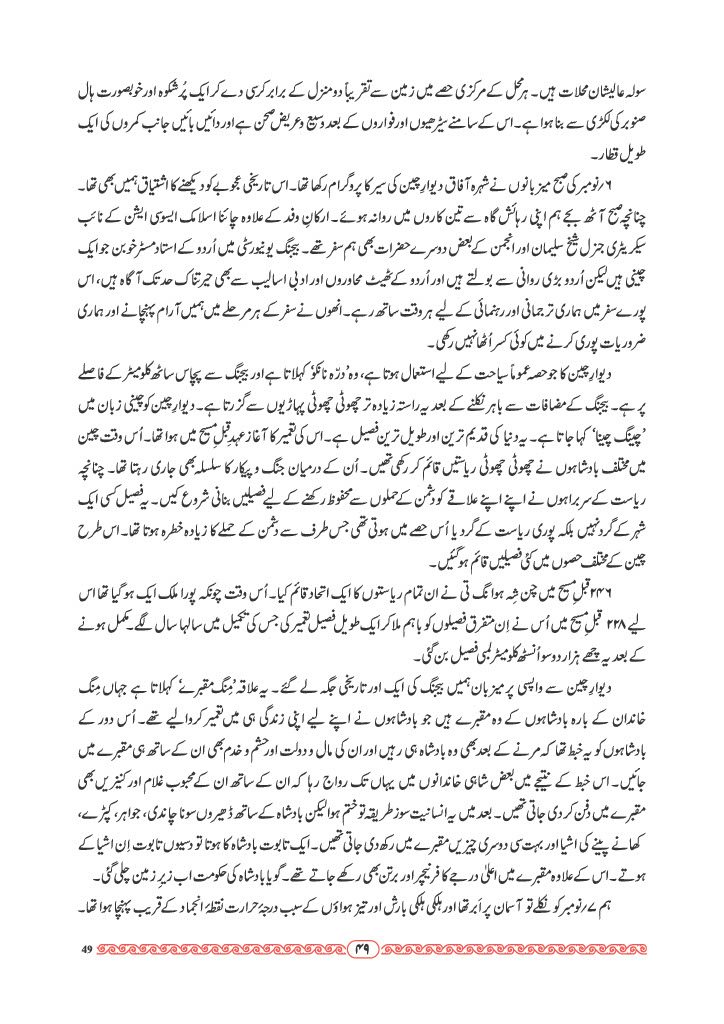 سولہ عالیشان محلات ہیں۔ ہر محل کے مرکزی حصے میں زمین سے تقریباً دو منزل کے برابر کرسی دے کر ایک پُر شکوہ اور خوبصورت ہال
صنوبر کی لکڑی سے بنا ہوا ہے۔ اس کے سامنے سیڑھیوں اور فواروں کے بعد وسیع و عریض صحن ہے اور دائیں بائیں جانب کمروں کی ایک
طویل قطار۔
۶؍نومبر کی صبح میزبانوں نے شہرہ آفاق دیوارِ چین کی سیر کا پروگرام رکھا تھا۔ اس تاریخی عجوبے کو دیکھنے کا اشتیاق ہمیں بھی تھا۔
چنانچہ صبح آٹھ بجے ہم اپنی رہائش گاہ سے تین کاروں میں روانہ ہوئے۔ ارکانِ وفد کے علاوہ چائنا اسلامک ایسوسی ایشن کے نائب
سیکریٹری جنرل شیخ سلیمان اور انجمن کے بعض دوسرے حضرات بھی ہم سفر تھے۔ بیجنگ یونیورسٹی میں اُردو کے استاد مسٹر خوبن جو ایک
چینی ہیں لیکن اُردو بڑی روانی سے بولتے ہیں اور اُردو کے ٹھیٹ محاوروں اور ادبی اسالیب سے بھی حیرتناک حد تک آگاہ ہیں، اس
پورے سفر میں ہماری ترجمانی اور رہنمائی کے لیے ہر وقت ساتھ رہے۔ انھوں نے سفر کے ہر مرحلے میں ہمیں آرام پہنچانے اور ہماری
ضروریات پوری کرنے میں کوئی کسر اُٹھا نہیں رکھی۔
دیوارِ چین کا جو حصہ عموماً سیاحت کے لیے استعمال ہوتا ہے، وہ ’درّہ نانکو‘ کہلاتا ہے اور بیجنگ سے پچاس ساٹھ کلومیٹر کے فاصلے
پر ہے۔ بیجنگ کے مضافات سے باہر نکلنے کے بعد یہ راستہ زیادہ تر چھوٹی چھوٹی پہاڑیوں سے گزرتا ہے۔ دیوارِ چین کو چینی زبان میں
’چینگ چینا‘ کہا جاتا ہے۔ یہ دنیا کی قدیم ترین اور طویل ترین فصیل ہے۔ اس کی تعمیر کا آغاز عہدِ قبلِ مسیح میں ہوا تھا۔ اُس وقت چین
میں مختلف بادشاہوں نے چھوٹی چھوٹی ریاستیں قائم کر رکھی تھیں۔ اُن کے درمیان جنگ و پیکار کا سلسلہ بھی جاری رہتا تھا۔ چنانچہ
ریاست کے سربراہوں نے اپنے اپنے علاقے کو دشمن کے حملوں سے محفوظ رکھنے کے لیے فصیلیں بنانی شروع کیں۔ یہ فصیل کسی ایک
شہر کے گرد نہیں بلکہ پوری ریاست کے گرد یا اُس حصے میں ہوتی تھی جس طرف سے دشمن کے حملے کا زیادہ خطرہ ہوتا تھا۔ اس طرح
چین کے مختلف حصوں میں کئی فصیلیں قائم ہو گئیں۔
۲۴۶ قبلِ مسیح میں چن شِہ ہوانگ تی نے ان تمام ریاستوں کا ایک اتحاد قائم کیا۔ اُس وقت چونکہ پورا ملک ایک ہو گیا تھا اس
لیے ۲۲۸ قبلِ مسیح میں اُس نے اِن متفرق فصیلوں کو باہم ملا کر ایک طویل فصیل تعمیر کی جس کی تکمیل میں سالہا سال لگے۔ مکمل ہونے
کے بعد یہ چھے ہزار دو سو اُنسٹھ کلومیٹر لمبی فصیل بن گئی۔
دیوارِ چین سے واپسی پر میزبان ہمیں بیجنگ کی ایک اور تاریخی جگہ لے گئے۔ یہ علاقہ ’مِنگ مقبرے‘ کہلاتا ہے جہاں مِنگ
خاندان کے بارہ بادشاہوں کے وہ مقبرے ہیں جو بادشاہوں نے اپنے لیے اپنی زندگی ہی میں تعمیر کروالیے تھے۔ اُس دور کے
بادشاہوں کو یہ خبط تھا کہ مرنے کے بعد بھی وہ بادشاہ ہی رہیں اور ان کی مال و دولت اور حشم و خدم بھی ان کے ساتھ ہی مقبرے میں
جائیں۔ اس خبط کے نتیجے میں بعض شاہی خاندانوں میں یہاں تک رواج رہا کہ ان کے ساتھ ان کے محبوب غلام اور کنیزیں بھی
مقبرے میں دفن کر دی جاتی تھیں۔ بعد میں یہ انسانیت سوز طریقہ تو ختم ہوا لیکن بادشاہ کے ساتھ ڈھیروں سونا چاندی، جواہر، کپڑے،
کھانے پینے کی اشیا اور بہت سی دوسری چیزیں مقبرے میں رکھ دی جاتی تھیں۔ ایک تابوت بادشاہ کا ہوتا تو دسیوں تابوت اِن اشیا کے
ہوتے۔ اس کے علاوہ مقبرے میں اعلیٰ درجے کا فرنیچر اور برتن بھی رکھے جاتے تھے۔ گویا بادشاہ کی حکومت اب زیرِ زمین چلی گئی۔
ہم ۷؍نومبر کو نکلے تو آسمان پر اَبر تھا اور ہلکی ہلکی بارش اور تیز ہواؤں کے سبب درجۂ حرارت نقطۂ انجماد کے قریب پہنچا ہوا تھا۔
۴۹
49